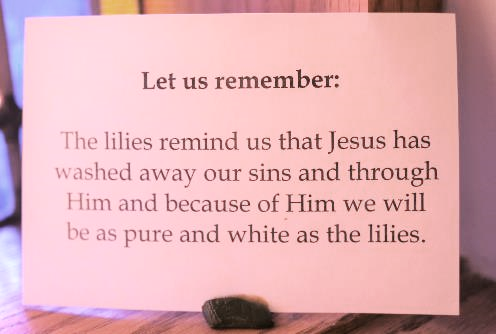 Let us remember:
The lilies remind us that Jesus has
washed away our sins and through
Him and because of Him we will
be as pure and white as the lilies.